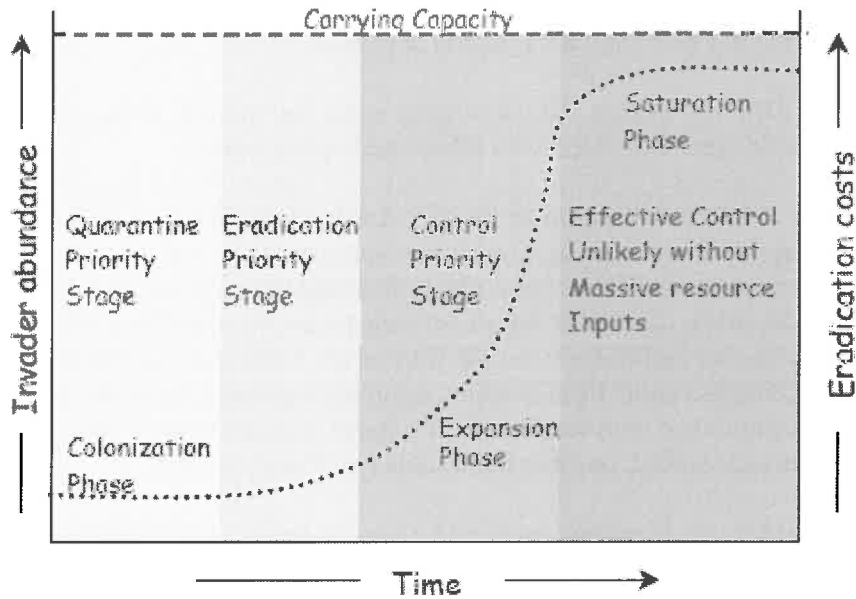 Carrying Capacity
Invader abundance
Eradication costs
Saturation
Phase
Quarantine
Priority
Stage
Eradication
Priority
Stage
Control
Priority
Stage
Effective Control
Unlikely without
Massive resource
Inputs
Colonization
Phase
Expansion
Phase
Time